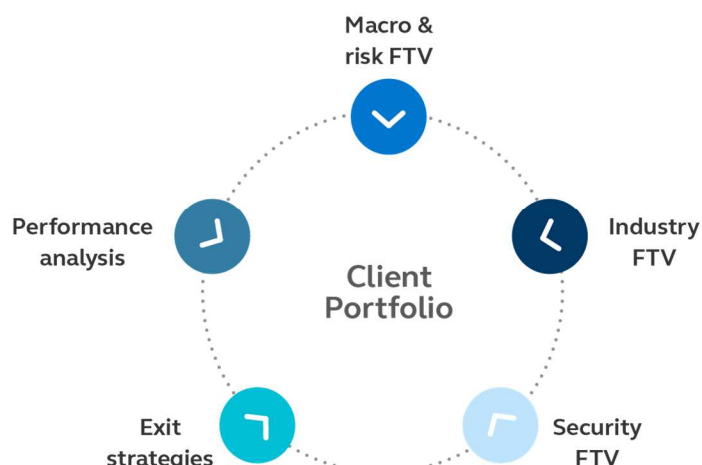 Macro &
risk FTV
Performance
analysis
Industry
FTV
Client
Portfolio
Exit
strategies
Security
FTV